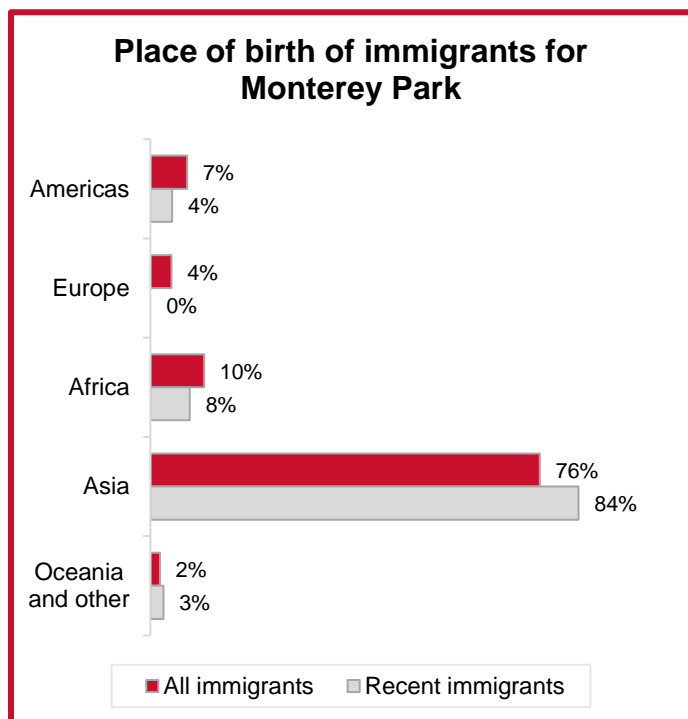 Place of birth of immigrants for
Monterey Park
Americas
7%
4%
Europe
4%
0%
Africa
10%
8%
Asia
76%
84%
Oceania
and other
2%
3%
All immigrants
Recent immigrants